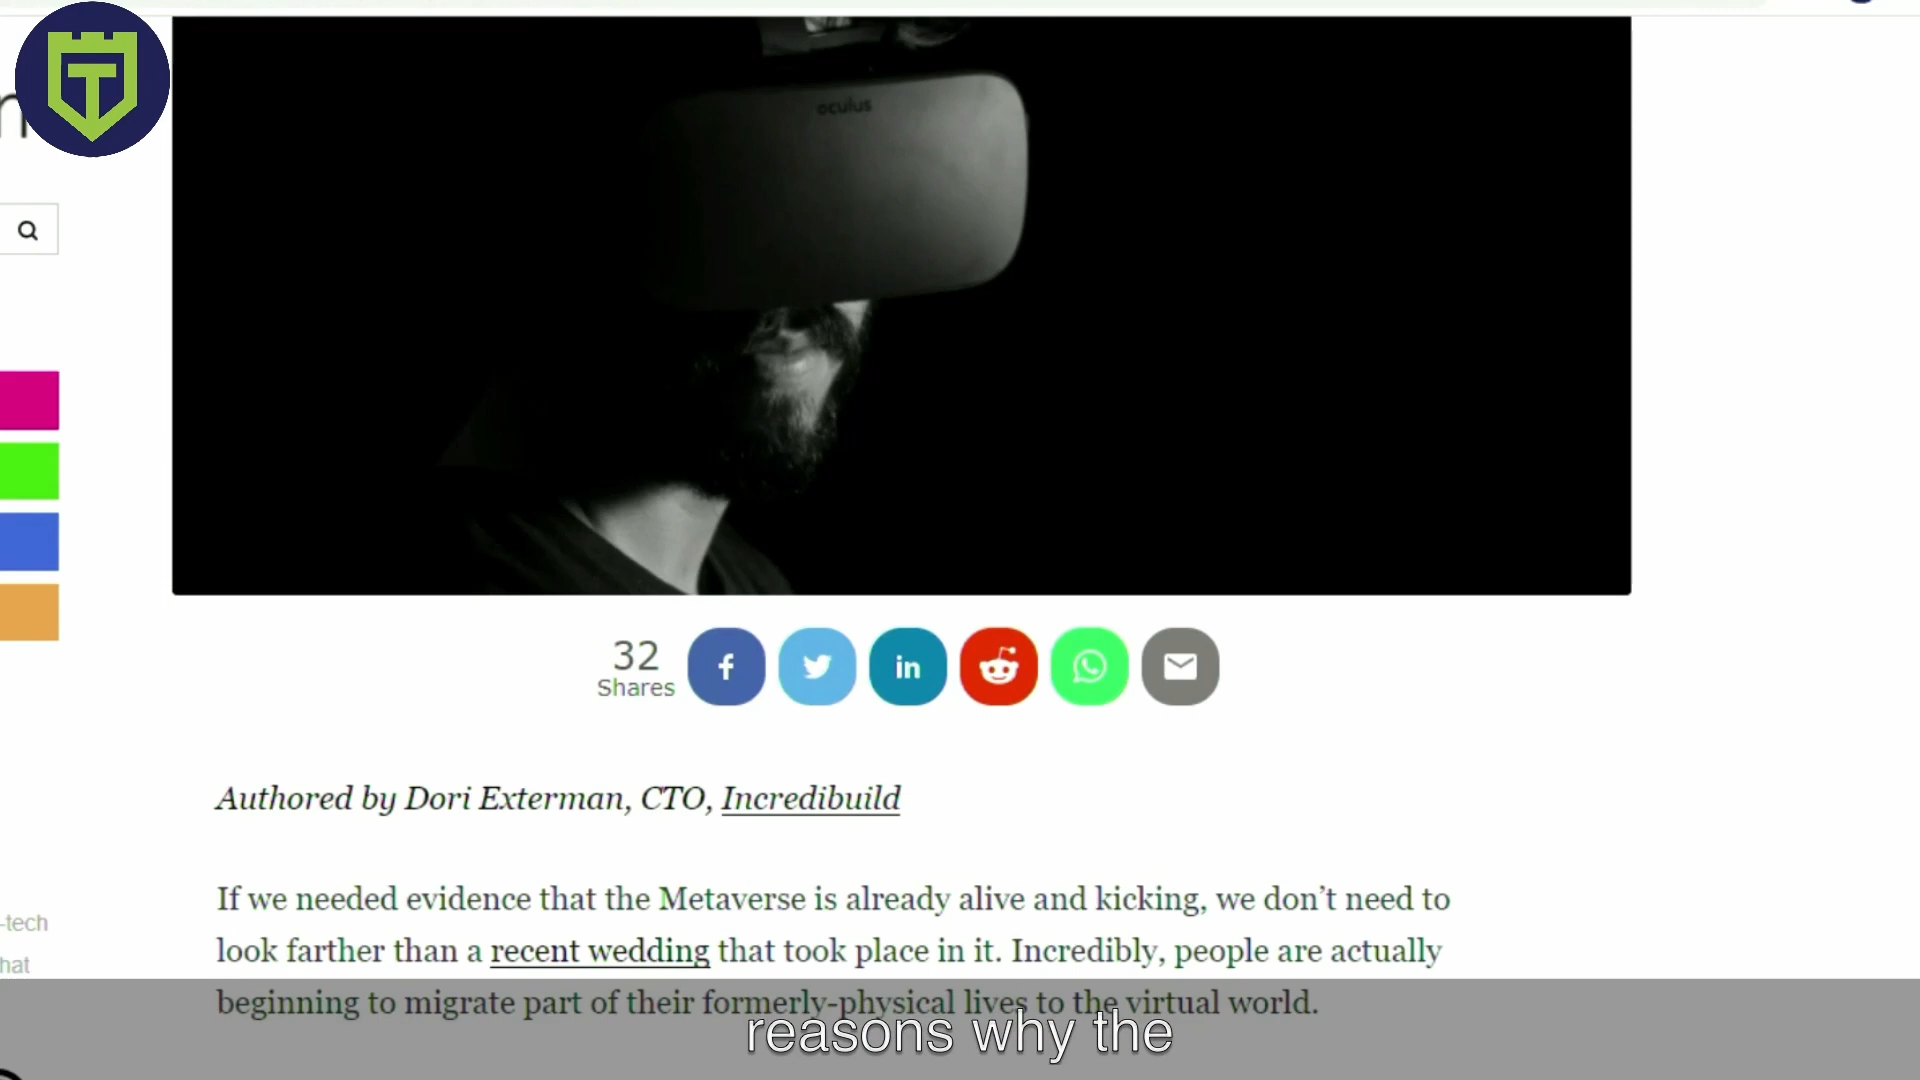 T
oculus
32
Shares
Authored by Dori Exterman, CTO, Incredibuild
If we needed evidence that the Metaverse is already alive and kicking, we don’t need to
look farther than a recent wedding that took place in it. Incredibly, people are actually
beginning to migrate part of their formerly-physical lives to the virtual world.
-tech
hat
reasons why the